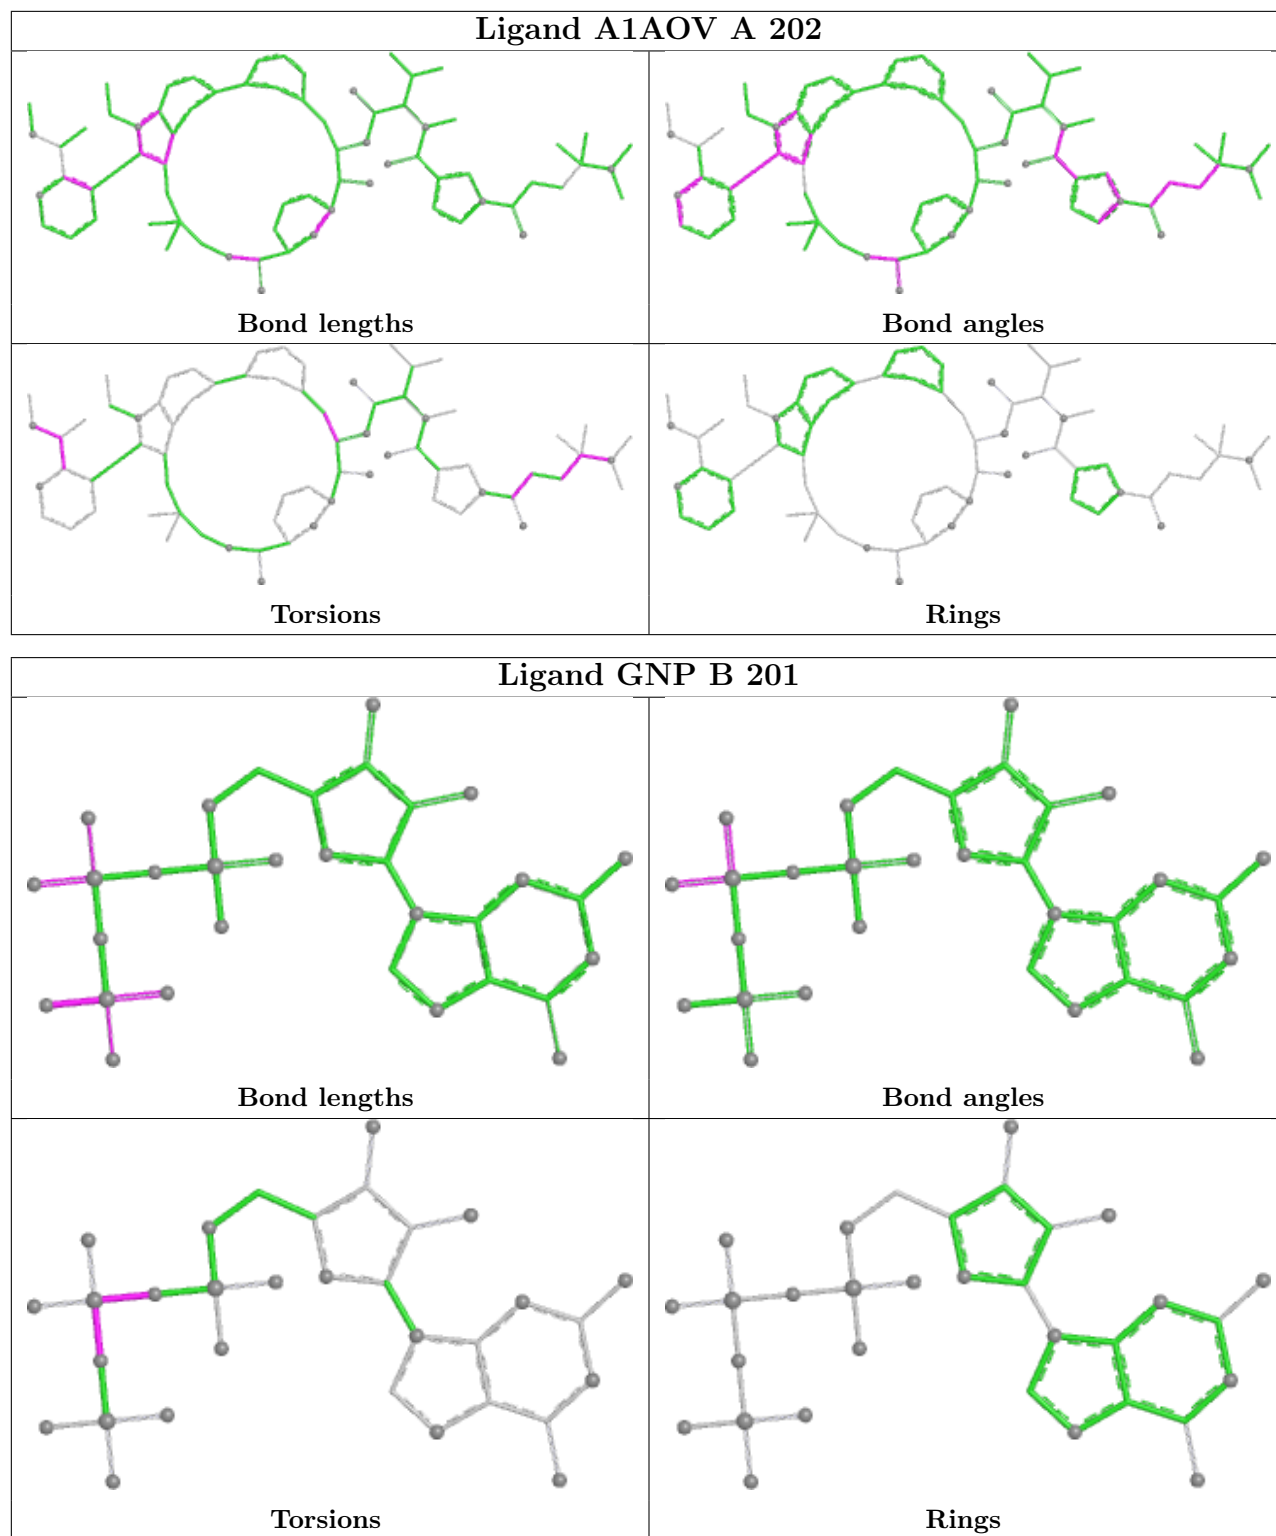 Ligand A1AOV A 202
Bond lengths
Bond angles
Torsions
Rings
Ligand GNP B 201
Bond lengths
Bond angles
Torsions
Rings